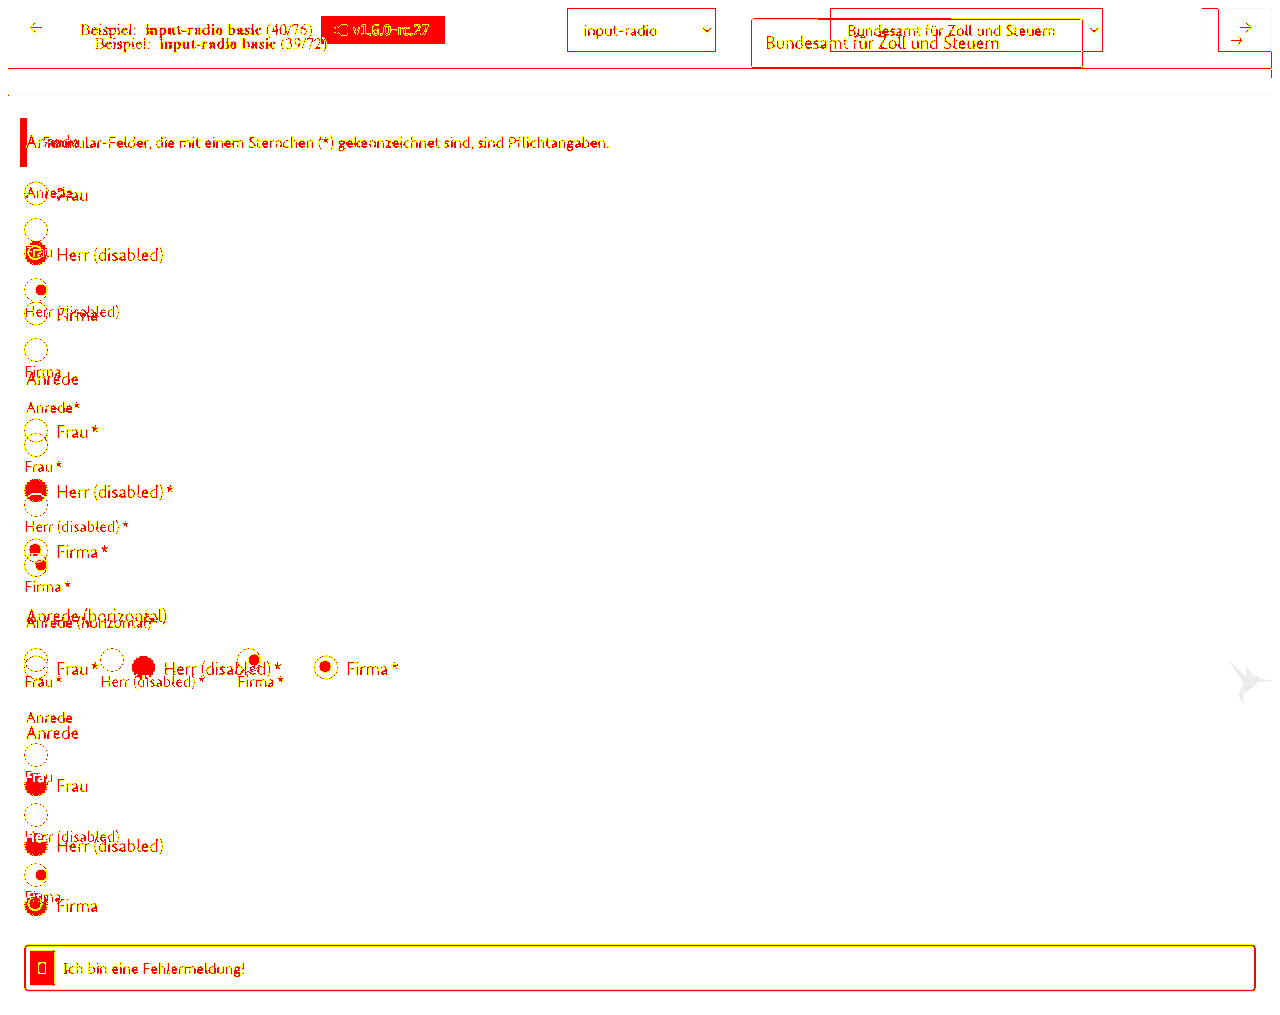 Beispiel: input-radio basic (40/76)
v1.6.0-rc.27
input-radio
Bundesamt für Zoll und Steuern
Beispiel: input-radio basic (39/72)
Bundesamt für Zoll und Steuern
Anrede
Formular-Felder, die mit einem Sternchen (*) gekennzeichnet sind, sind Pflichtangaben.
Anrede
Frau
Frau
Herr (disabled)
Herr (disabled)
Firma
Firma
Anrede
Anrede*
Frau *
Frau *
Herr (disabled) *
Herr (disabled) *
Firma *
Firma *
Anrede (horizontal)
Anrede (horizontal)*
Frau * Herr (disabled) * Firma *
Frau * Herr (disabled) * Firma *
Anrede
Anrede
Frau
Frau
Herr (disabled)
Herr (disabled)
Firma
Firma
Ich bin eine Fehlermeldung!